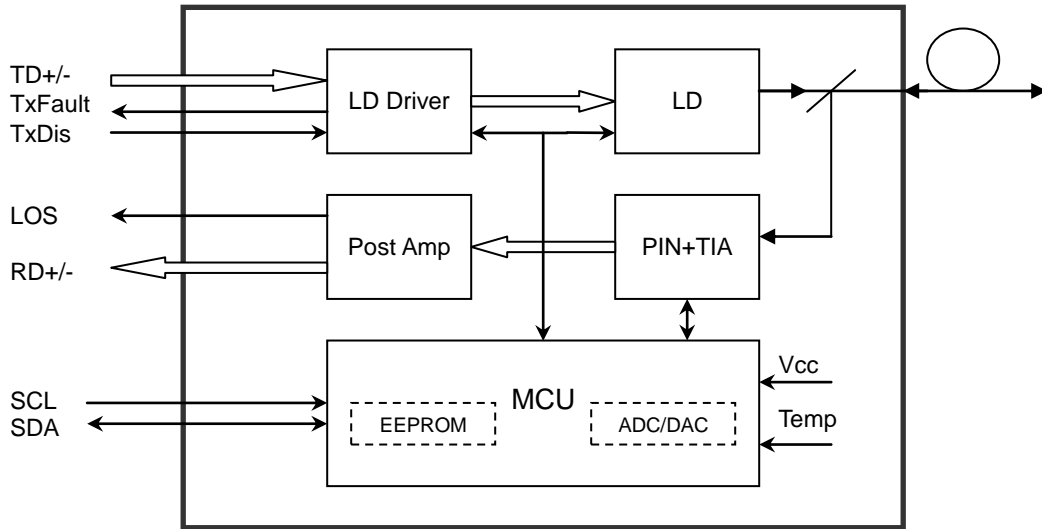 TD+/-
TxFault
TxDis
LD Driver
LD
LOS
RD+/-
Post Amp
PIN+TIA
SCL
SDA
MCU
EEPROM
ADC/DAC
Vcc
Temp